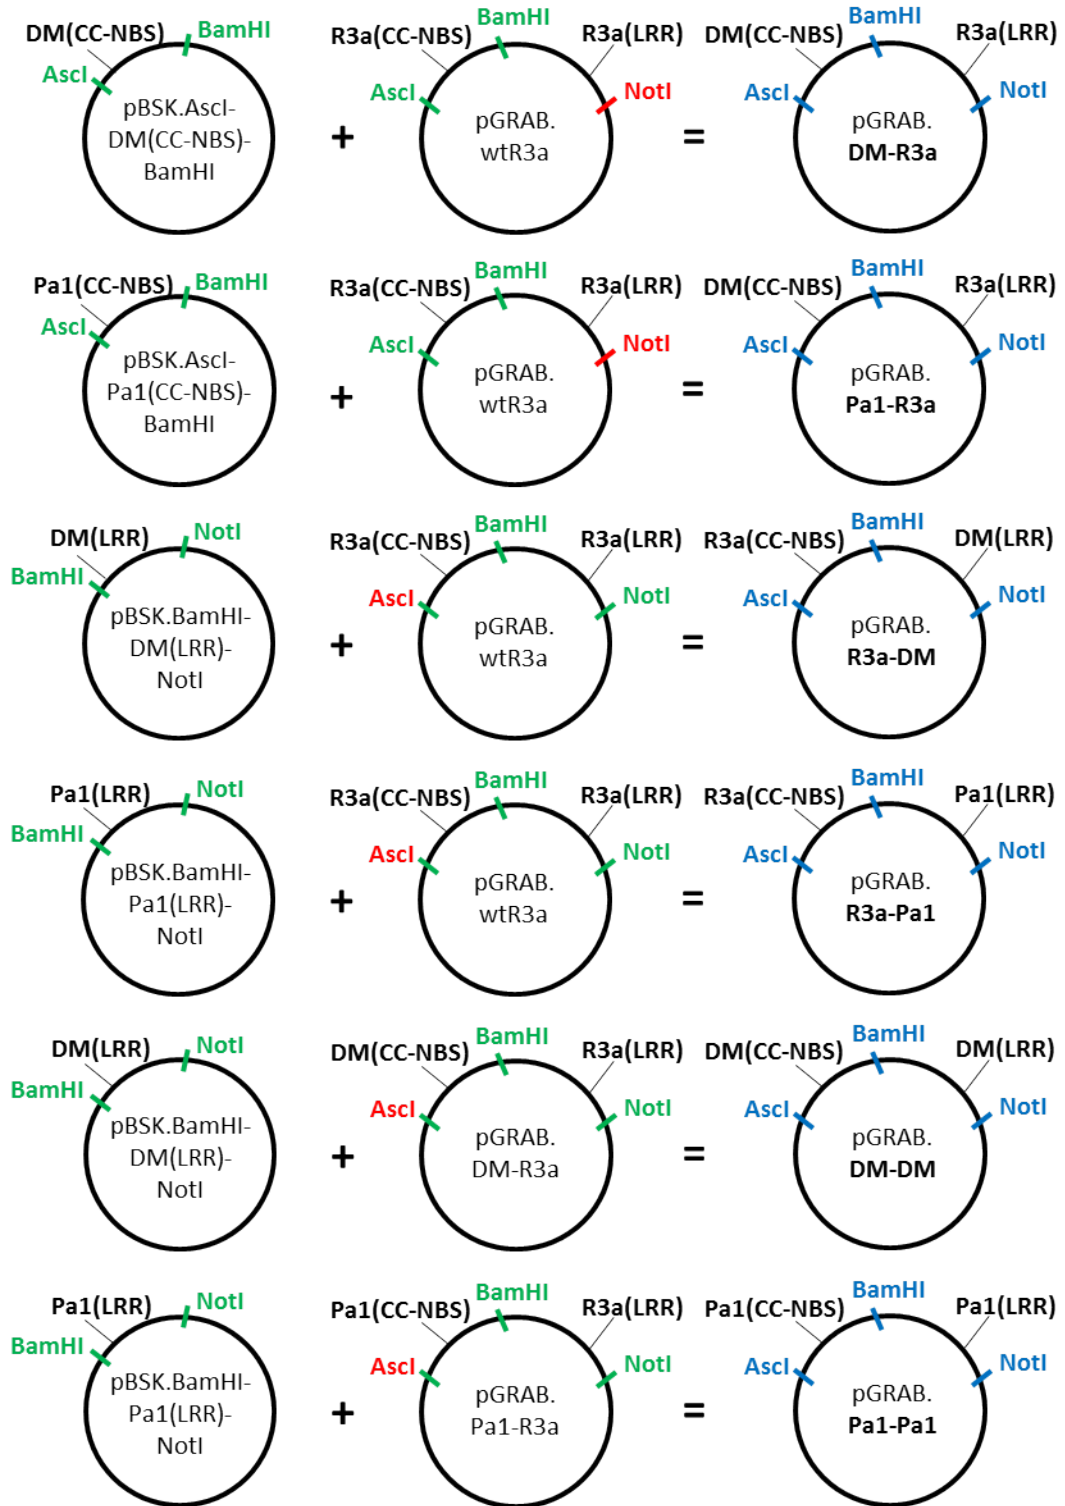 DM(CC-NBS) BamHI R3a(CC-NBS) BamHI R3a(LRR) DM(CC-NBS) BamHI R3a(LRR)
AscI AscI NotI AscI NotI
pBSK.AscI-
DM(CC-NBS)-
BamHI
+
pGRAB.
wtR3a
=
pGRAB.
DM-R3a
Pa1(CC-NBS) BamHI R3a(CC-NBS) BamHI R3a(LRR) DM(CC-NBS) BamHI R3a(LRR)
AscI AscI NotI AscI NotI
pBSK.AscI-
Pa1(CC-NBS)-
BamHI
+
pGRAB.
wtR3a
=
pGRAB.
Pa1-R3a
DM(LRR) NotI R3a(CC-NBS) BamHI R3a(LRR) R3a(CC-NBS) BamHI DM(LRR)
BamHI AscI NotI AscI NotI
pBSK.BamHI-
DM(LRR)-
NotI
+
pGRAB.
wtR3a
=
pGRAB.
R3a-DM
Pa1(LRR) NotI R3a(CC-NBS) BamHI R3a(LRR) R3a(CC-NBS) BamHI Pa1(LRR)
BamHI AscI NotI AscI NotI
pBSK.BamHI-
Pa1(LRR)-
NotI
+
pGRAB.
wtR3a
=
pGRAB.
R3a-Pa1
DM(LRR) NotI DM(CC-NBS) BamHI R3a(LRR) DM(CC-NBS) BamHI DM(LRR)
BamHI AscI NotI AscI NotI
pBSK.BamHI-
DM(LRR)-
NotI
+
pGRAB.
DM-R3a
=
pGRAB.
DM-DM
Pa1(LRR) NotI Pa1(CC-NBS) BamHI R3a(LRR) Pa1(CC-NBS) BamHI Pa1(LRR)
BamHI AscI NotI AscI NotI
pBSK.BamHI-
Pa1(LRR)-
NotI
+
pGRAB.
Pa1-R3a
=
pGRAB.
Pa1-Pa1